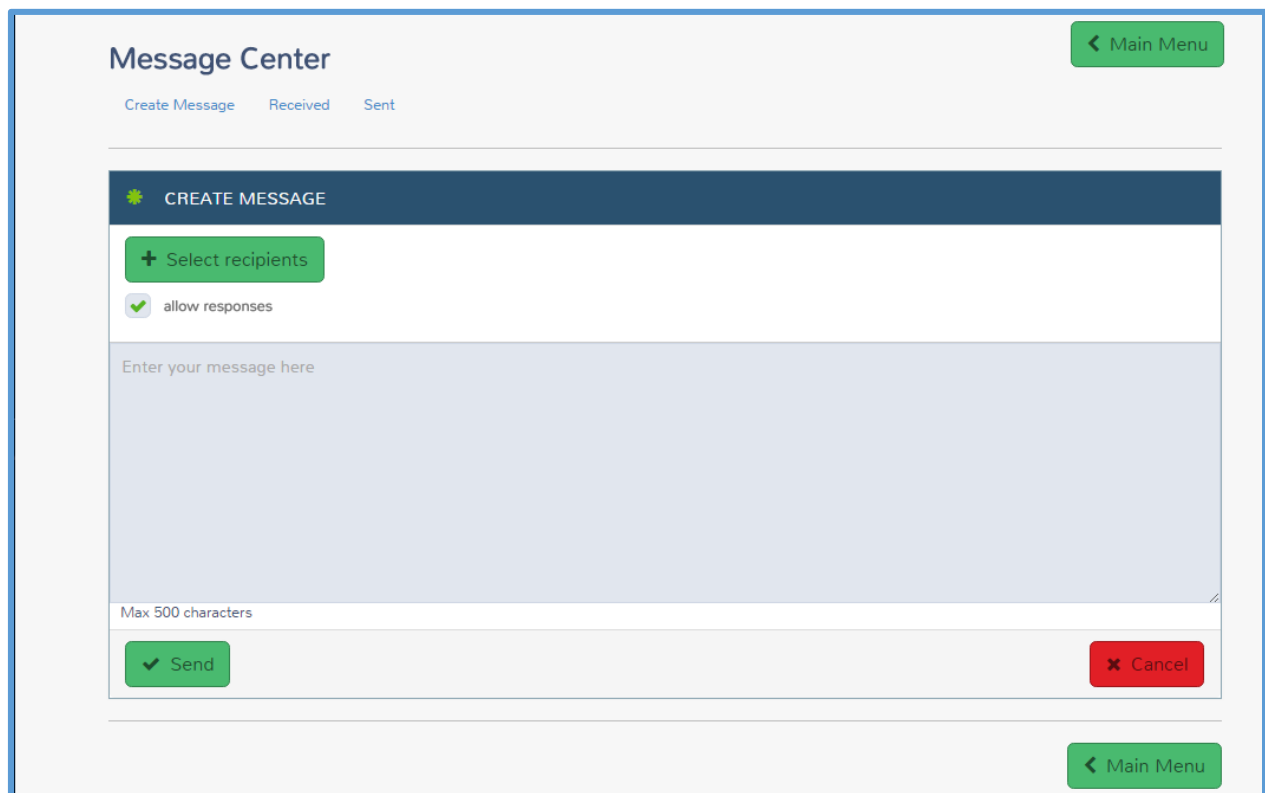 Message Center
Main Menu
Create Message Received Sent
CREATE MESSAGE
Select recipients
allow responses
Enter your message here
Max 500 characters
Send Cancel
Main Menu